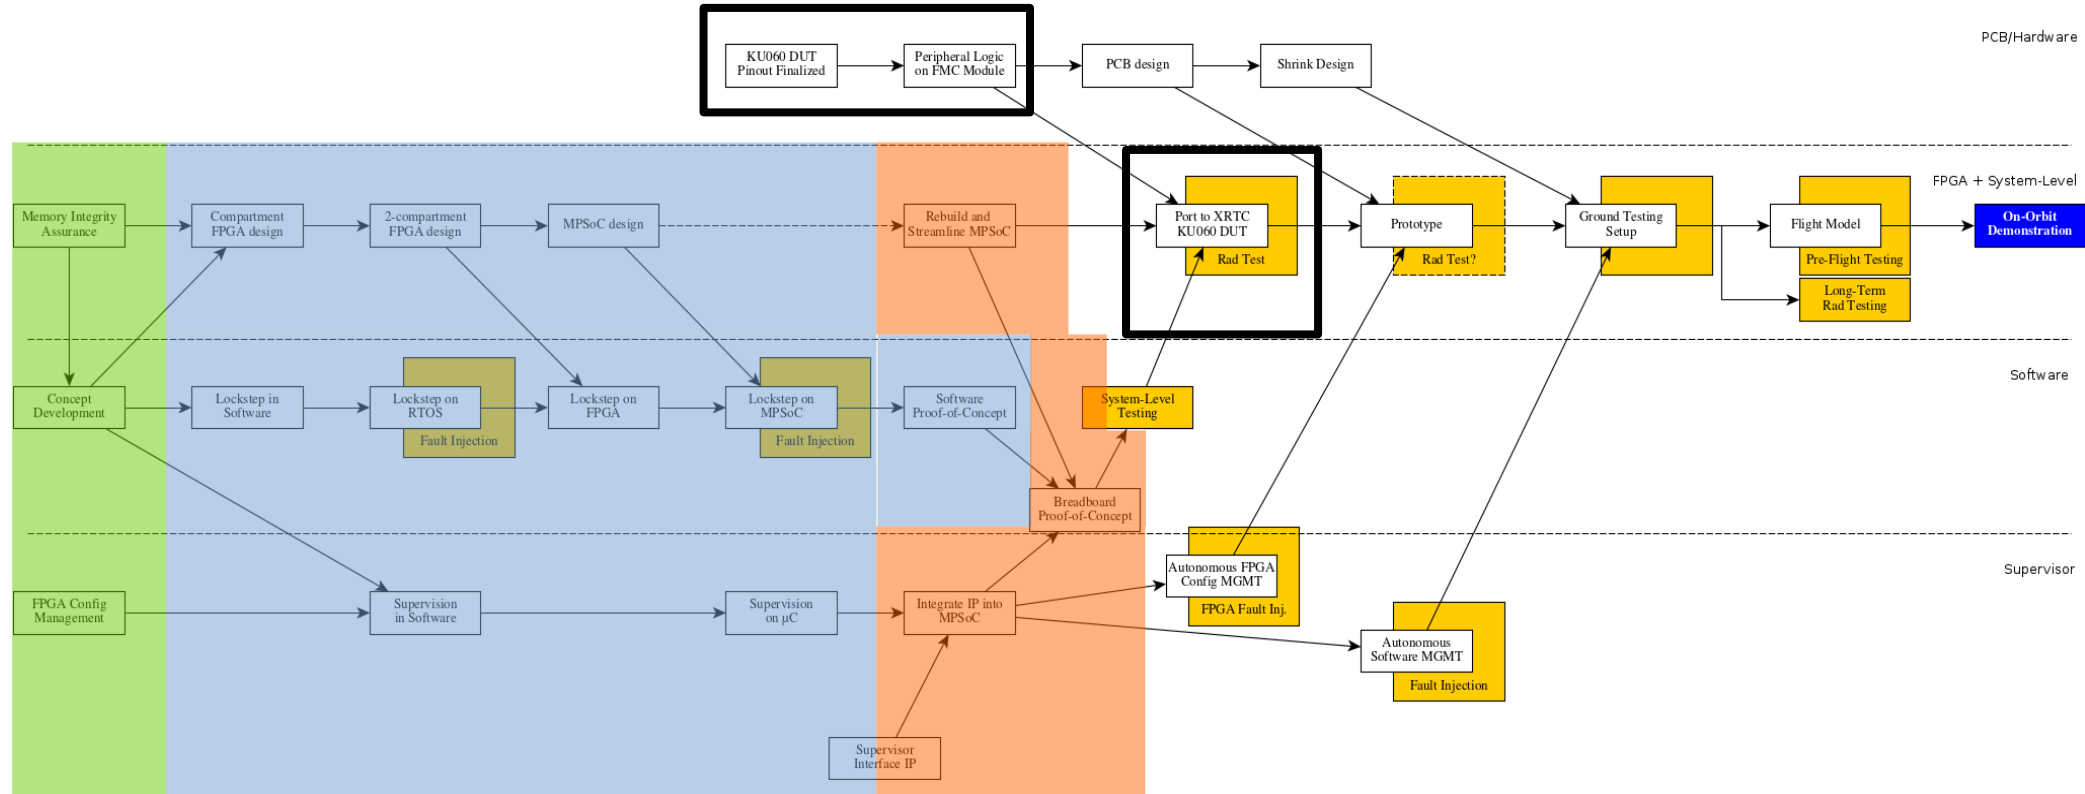 PCB/Hardware
KU060 DUT
Pinout Finalized
Peripheral Logic
on FMC Module
PCB design
Shrink Design
FPGA + System-Level
Memory Integrity
Assurance
Compartment
FPGA design
2-compartment
FPGA design
MPSoC design
Rebuild and
Streamline MPSoC
Port to XRTC
KU060 DUT
Rad Test
Prototype
Rad Test?
Ground Testing
Setup
Flight Model
Pre-Flight Testing
Long-Term
Rad Testing
On-Orbit
Demonstration
Software
Concept
Development
Lockstep in
Software
Lockstep on
RTOS
Fault Injection
Lockstep on
FPGA
Lockstep on
MPSoC
Fault Injection
Software
Proof-of-Concept
System-Level
Testing
Breadboard
Proof-of-Concept
Supervisor
FPGA Config
Management
Supervision
in Software
Supervision
on µC
Integrate IP into
MPSoC
Autonomous FPGA
Config MGMT
FPGA Fault Inj.
Autonomous
Software MGMT
Fault Injection
Supervisor
Interface IP